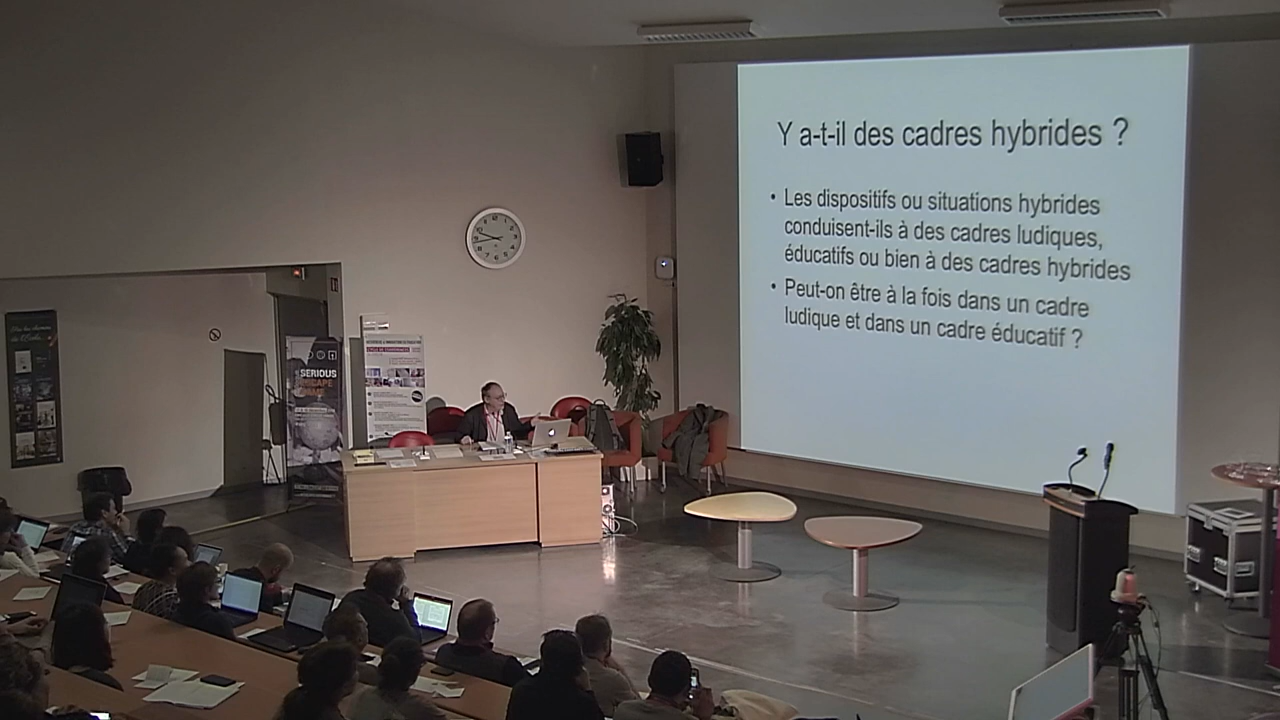 Y a-t-il des cadres hybrides ?
• Les dispositifs ou situations hybrides
conduisent-ils à des cadres ludiques,
éducatifs ou bien à des cadres hybrides
• Peut-on être à la fois dans un cadre
ludique et dans un cadre éducatif ?
SERIOUS
ESCAPE
GAME